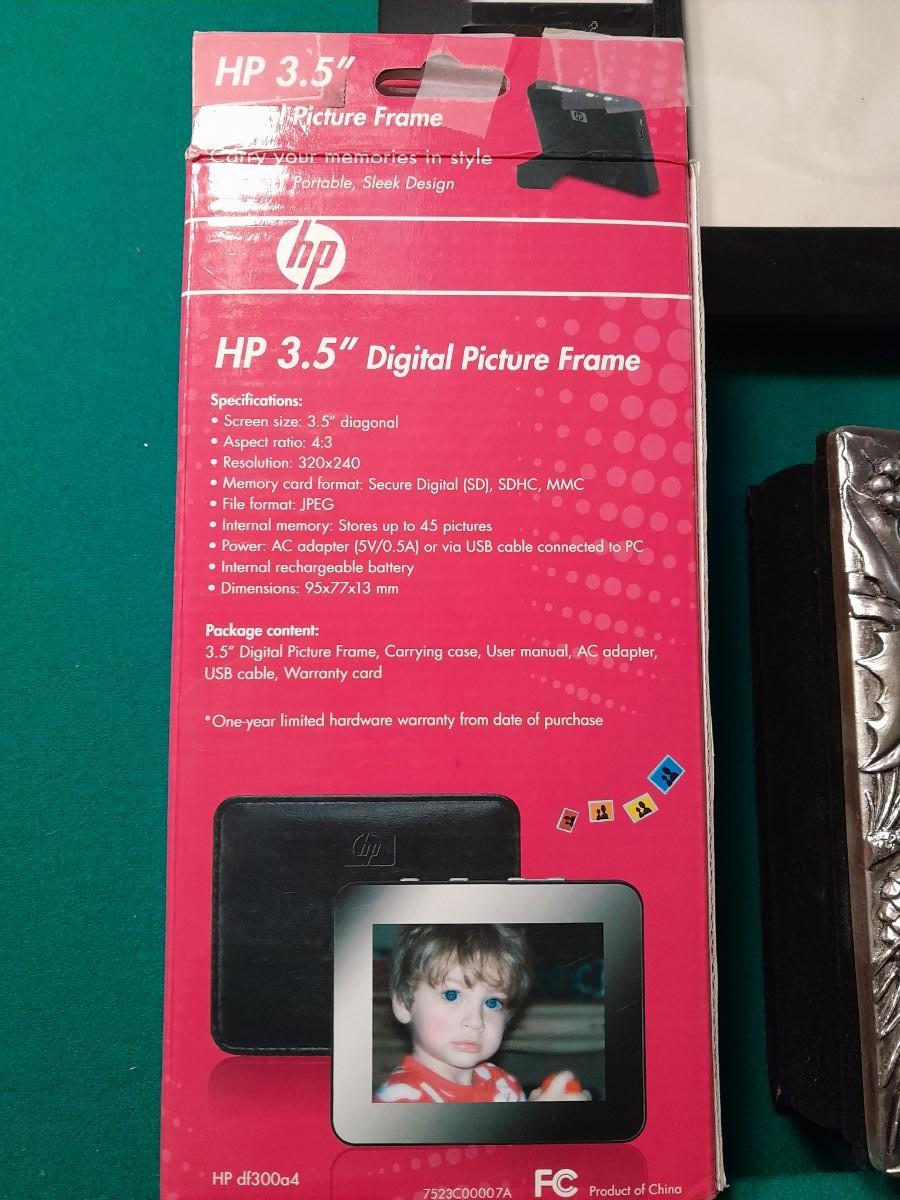 HP 3.5"
Picture Frame
Carry your memories in style
Portable, Sleek Design
hp
hp
HP 3.5" Digital Picture Frame
Specifications:
• Screen size: 3.5" diagonal
• Aspect ratio: 4:3
• Resolution: 320x240
• Memory card format: Secure Digital (SD), SDHC, MMC
• File format: JPEG
• Internal memory: Stores up to 45 pictures
• Power: AC adapter (5V/0.5A) or via USB cable connected to PC
• Internal rechargeable battery
• Dimensions: 95x77x13 mm
Package content:
3.5" Digital Picture Frame, Carrying case, User manual, AC adapter,
USB cable, Warranty card
*One-year limited hardware warranty from date of purchase
hp
HP df300a4
7523C00007A
FC
Product of China